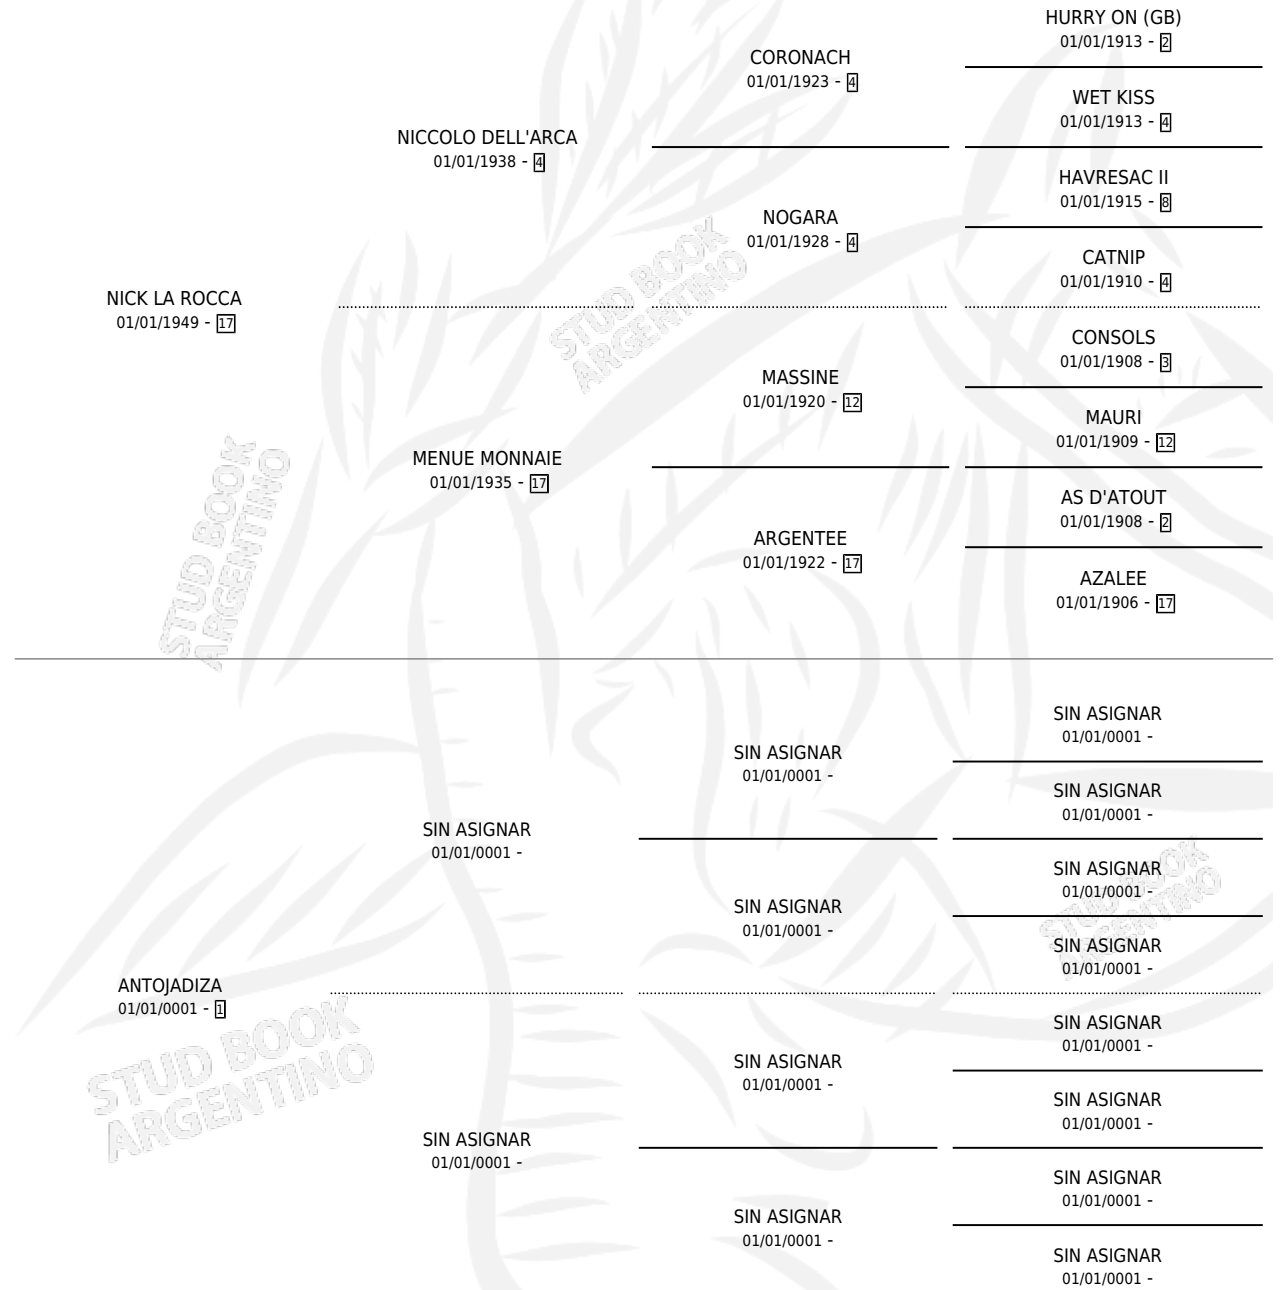 HURRY ON (GB)
01/01/1913 - 2
CORONACH
01/01/1923 - 4
WET KISS
01/01/1913 - 4
NICCOLO DELL'ARCA
01/01/1938 - 4
HAVRESAC II
01/01/1915 - 8
NOGARA
01/01/1928 - 4
CATNIP
01/01/1910 - 4
NICK LA ROCCA
01/01/1949 - 17
CONSOLS
01/01/1908 - 3
MASSINE
01/01/1920 - 12
MAURI
01/01/1909 - 12
MENUE MONNAIE
01/01/1935 - 17
AS D'ATOUT
01/01/1908 - 2
ARGENTEE
01/01/1922 - 17
AZALEE
01/01/1906 - 17
STUD BOOK
ARGENTINO
STUD BOOK
ARGENTINO
SIN ASIGNAR
01/01/0001 -
SIN ASIGNAR
01/01/0001 -
SIN ASIGNAR
01/01/0001 -
SIN ASIGNAR
01/01/0001 -
SIN ASIGNAR
01/01/0001 -
SIN ASIGNAR
01/01/0001 -
SIN ASIGNAR
01/01/0001 -
ANTOJADIZA
01/01/0001 - 1
SIN ASIGNAR
01/01/0001 -
SIN ASIGNAR
01/01/0001 -
SIN ASIGNAR
01/01/0001 -
SIN ASIGNAR
01/01/0001 -
SIN ASIGNAR
01/01/0001 -
SIN ASIGNAR
01/01/0001 -
SIN ASIGNAR
01/01/0001 -
STUD BOOK
ARGENTINO
STUD BOOK
ARGENTINO